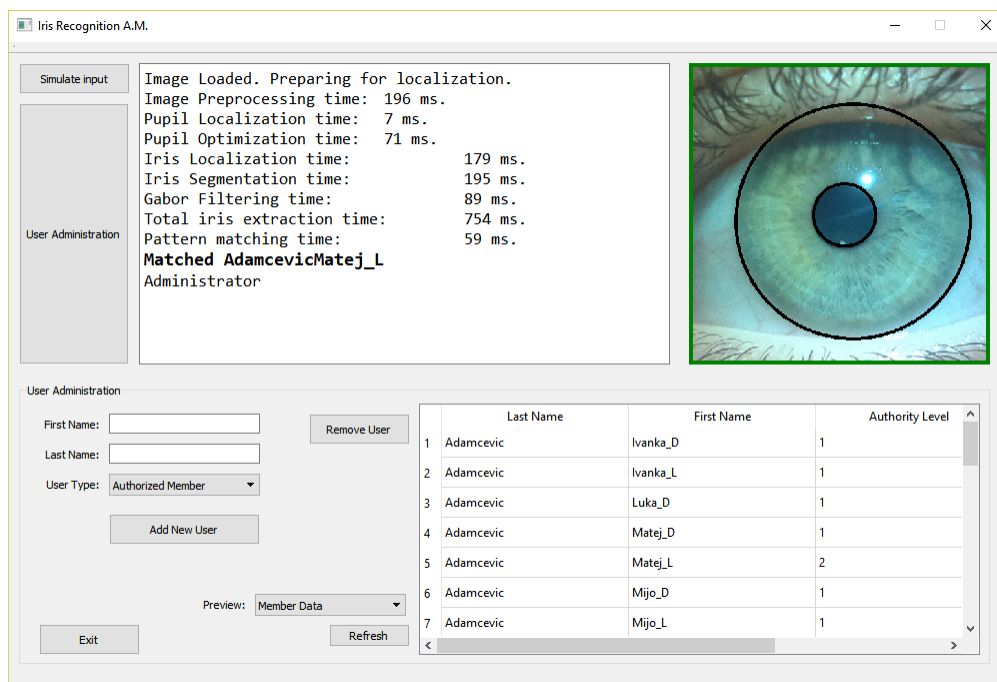 Iris Recognition A.M.
Simulate input
User Administration
Image Loaded. Preparing for localization.
Image Preprocessing time: 196 ms.
Pupil Localization time: 7 ms.
Pupil Optimization time: 71 ms.
Iris Localization time: 179 ms.
Iris Segmentation time: 195 ms.
Gabor Filtering time: 89 ms.
Total iris extraction time: 754 ms.
Pattern matching time: 59 ms.
Matched AdamcevicMatej_L
Administrator
User Administration
First Name:
Last Name:
User Type: Authorized Member
Add New User
Remove User
Preview: Member Data
Exit
Refresh
Last Name First Name Authority Level
1 Adamcevic Ivanka_D 1
2 Adamcevic Ivanka_L 1
3 Adamcevic Luka_D 1
4 Adamcevic Matej_D 1
5 Adamcevic Matej_L 2
6 Adamcevic Mijo_D 1
7 Adamcevic Mijo_L 1